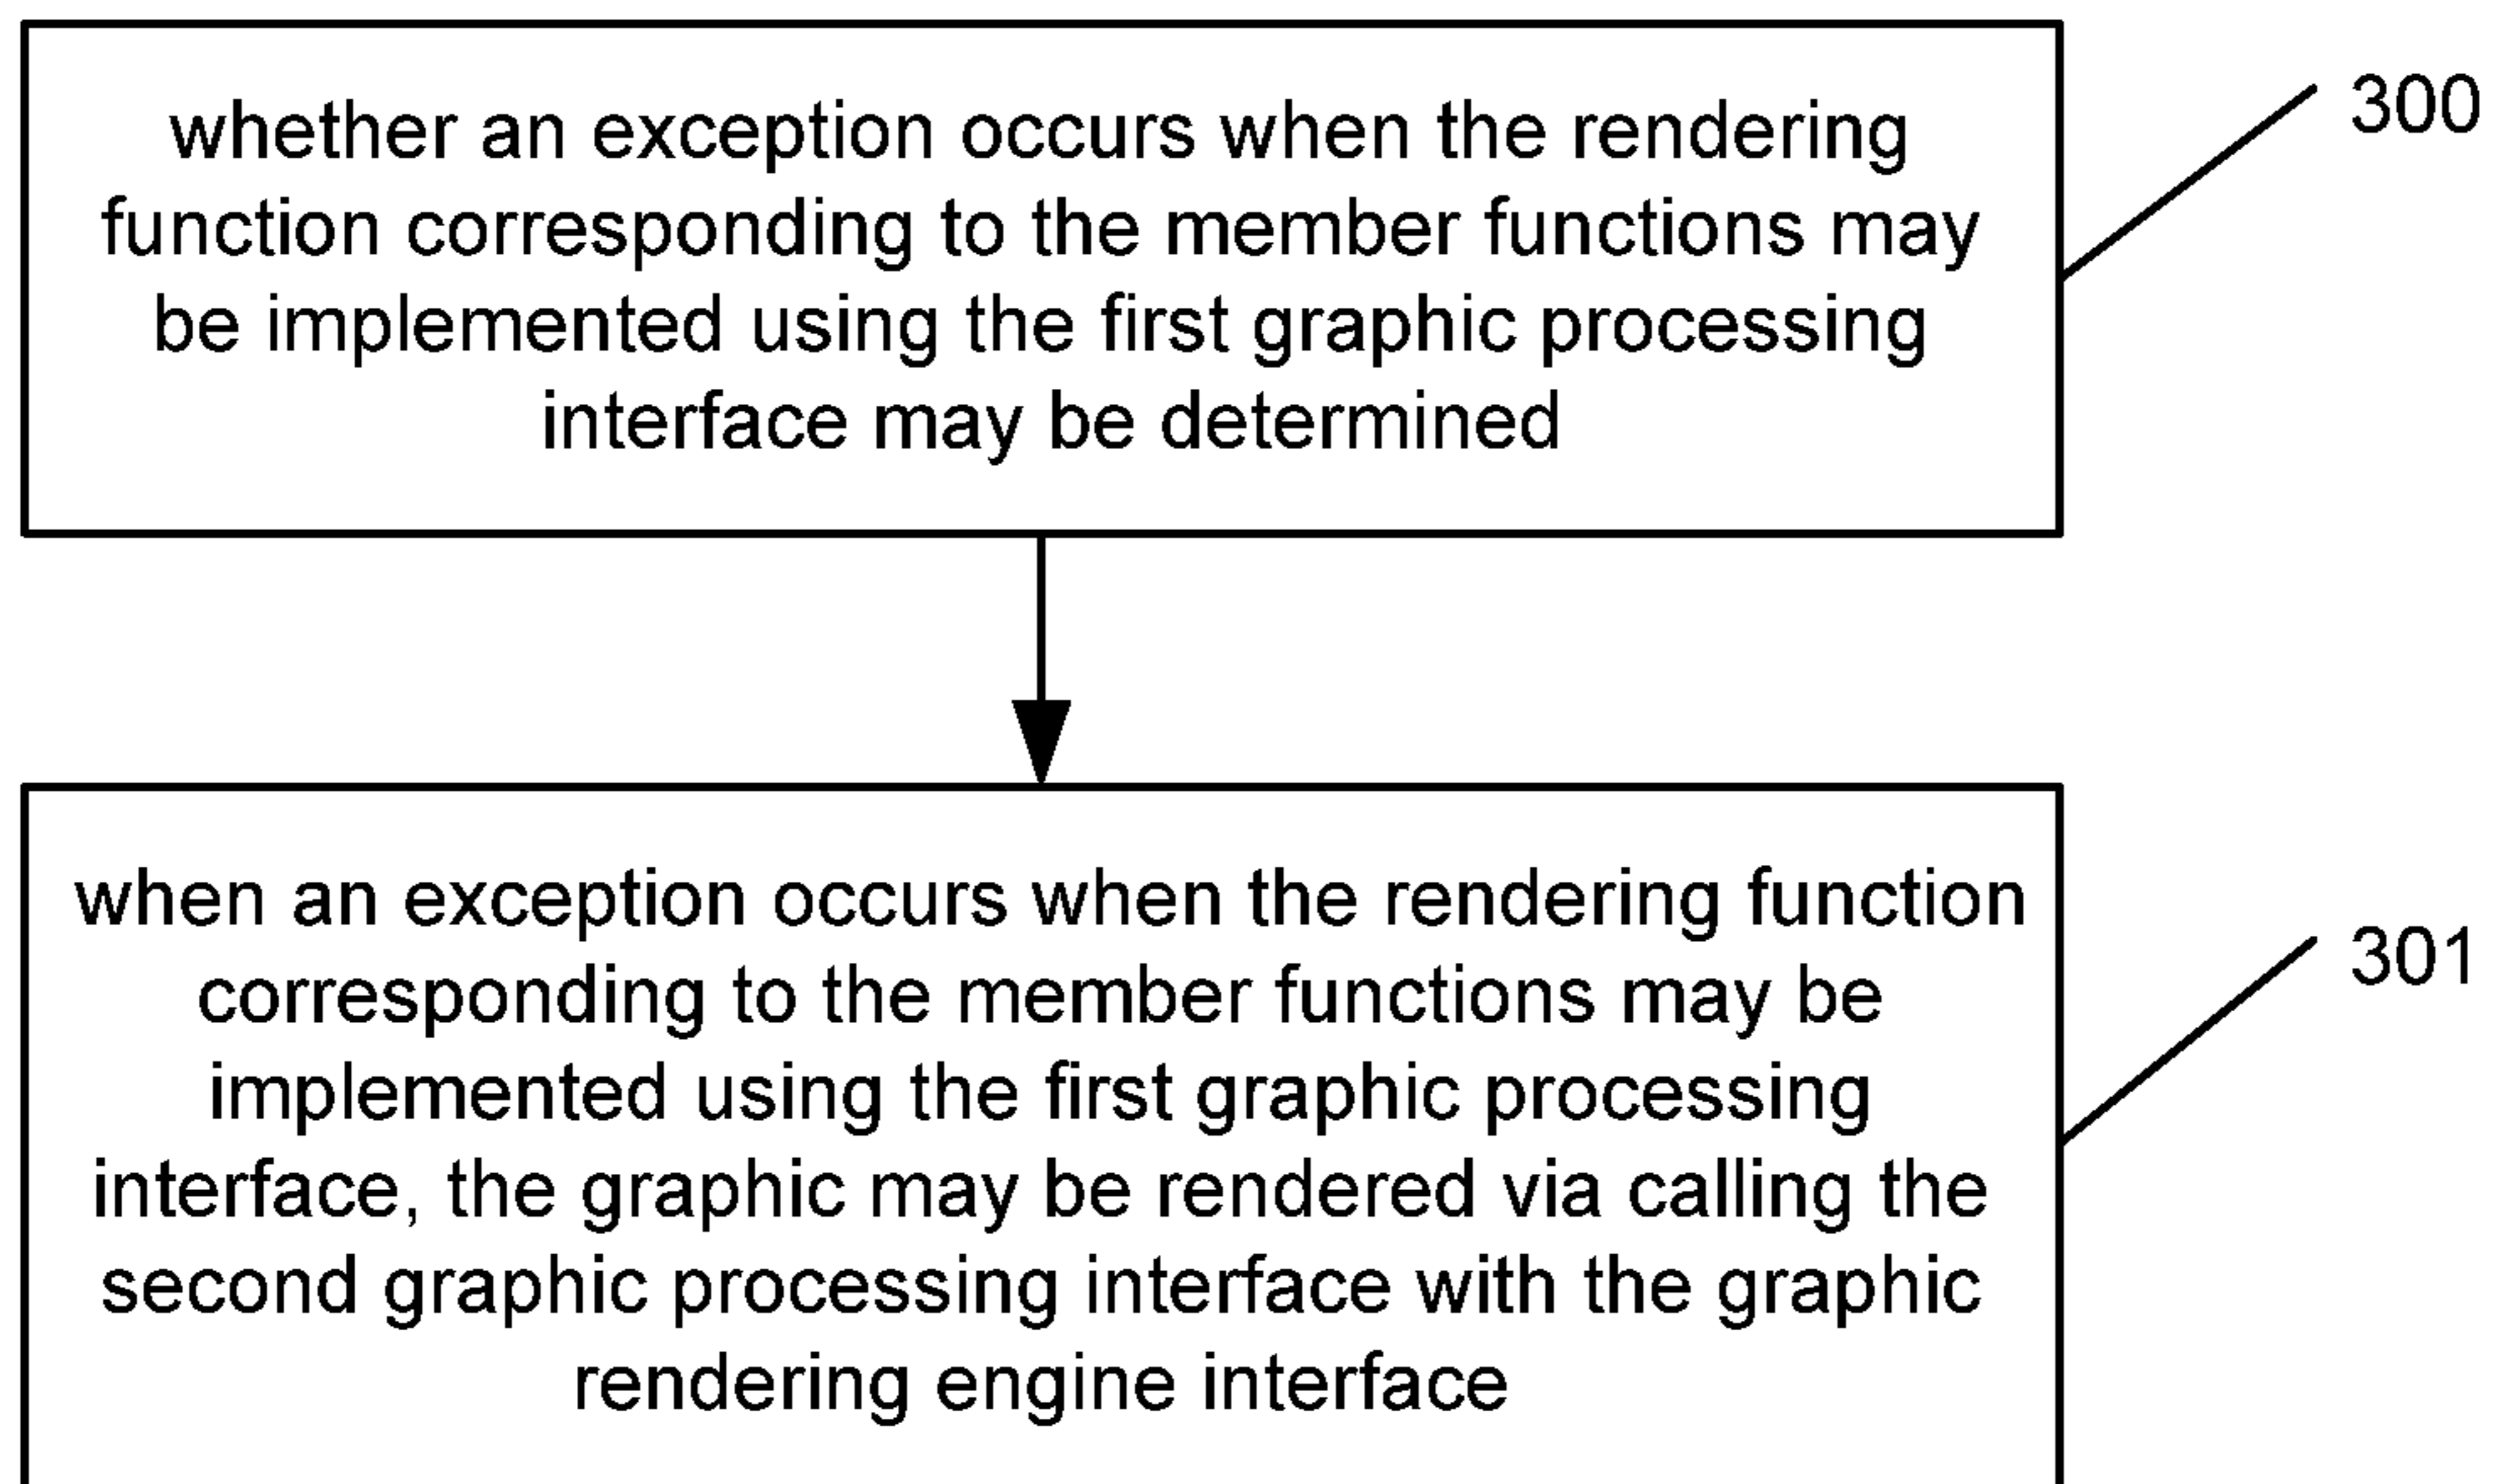 whether an exception occurs when the rendering
function corresponding to the member functions may
be implemented using the first graphic processing
interface may be determined
300
when an exception occurs when the rendering function
corresponding to the member functions may be
implemented using the first graphic processing
interface, the graphic may be rendered via calling the
second graphic processing interface with the graphic
rendering engine interface
301